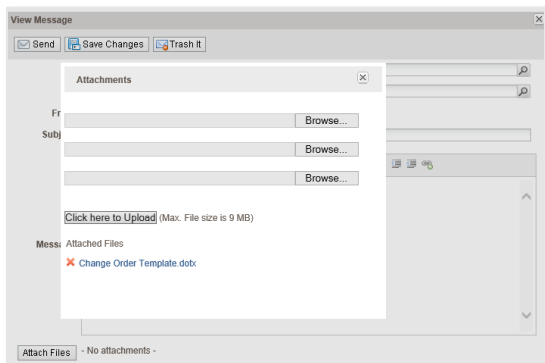 View Message
Send Save Changes Trash It
Attachments
Fr
Browse...
Subj
Browse...
Browse...
Click here to Upload (Max. File size is 9 MB)
Messa Attached Files
Change Order Template.dotx
Attach Files - No attachments -